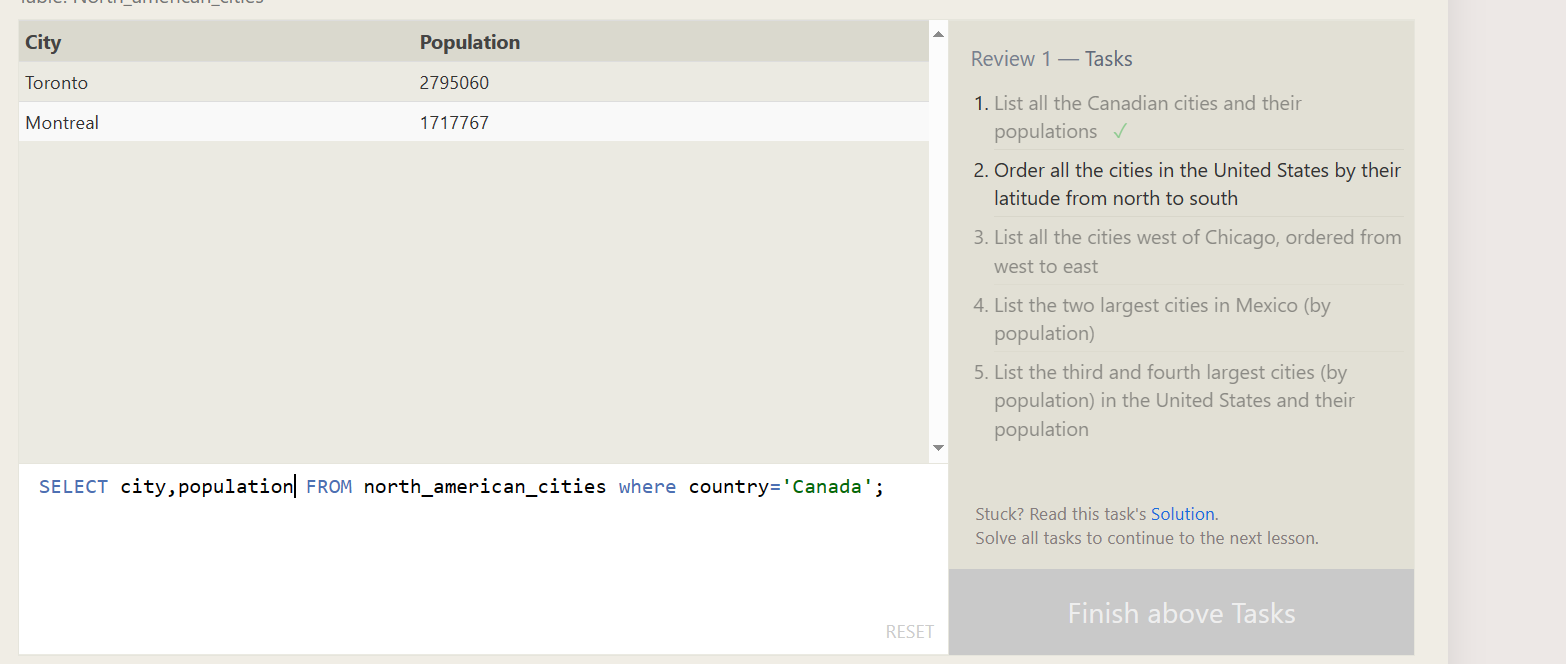 Table: North_american_cities
City Population
Toronto 2795060
Montreal 1717767
SELECT city,population FROM north_american_cities where country='Canada';
RESET
Review 1 — Tasks
1. List all the Canadian cities and their
populations ✓
2. Order all the cities in the United States by their
latitude from north to south
3. List all the cities west of Chicago, ordered from
west to east
4. List the two largest cities in Mexico (by
population)
5. List the third and fourth largest cities (by
population) in the United States and their
population
Stuck? Read this task's Solution.
Solve all tasks to continue to the next lesson.
Finish above Tasks